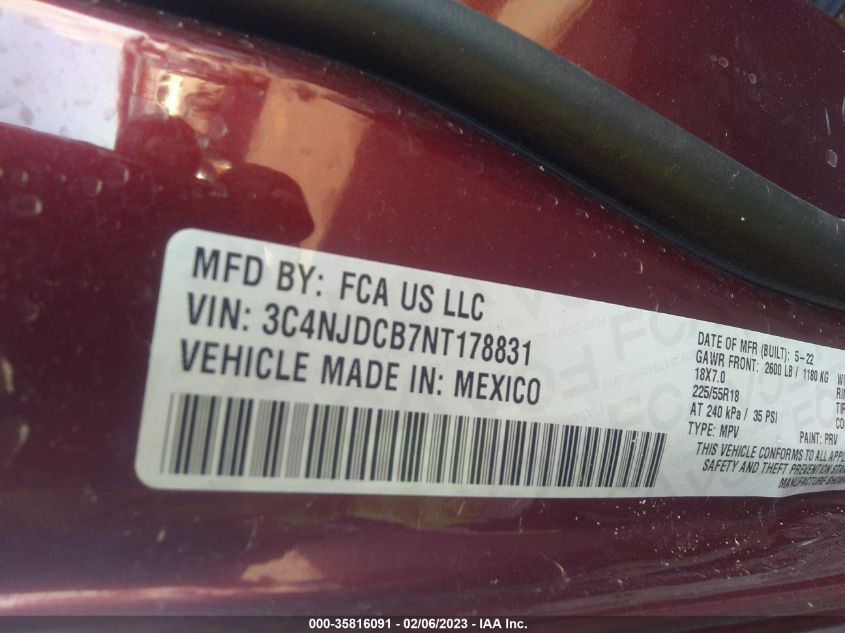 MFD BY: FCA US LLC
VIN: 3C4NJDCB7NT178831
VEHICLE MADE IN: MEXICO
DATE OF MFR (BUILT): 5-22
GAWR FRONT: 2600 LB / 1180 KG
18X7.0
225/55R18
AT 240 kPa / 35 PSI
TYPE: MPV PAINT: PRV
THIS VEHICLE CONFORMS TO ALL
SAFETY AND THEFT PREVENTION
000-35816091 - 02/06/2023 - IAA Inc.